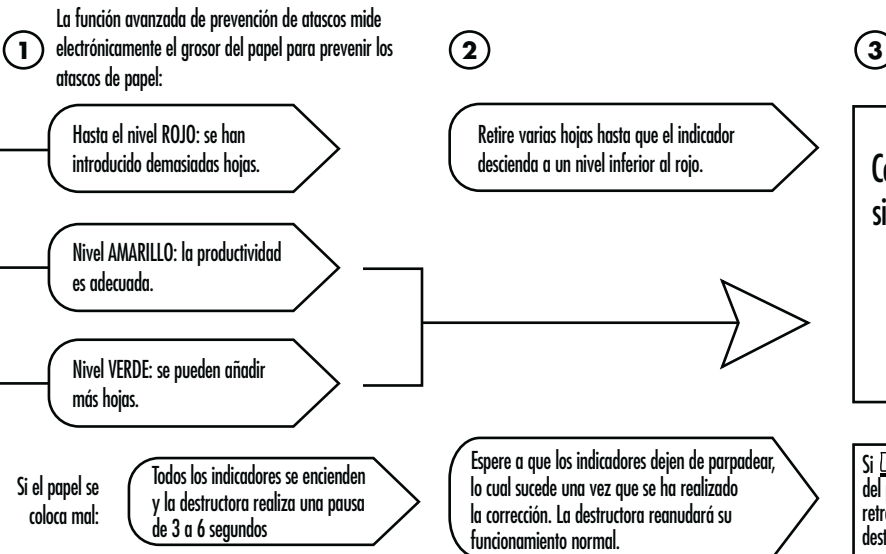 1
La función avanzada de prevención de atascos mide
electrónicamente el grosor del papel para prevenir los
atascos de papel:
2
3
Hasta el nivel ROJO: se han
introducido demasiadas hojas.
Retire varias hojas hasta que el indicador
descienda a un nivel inferior al rojo.
Nivel AMARILLO: la productividad
es adecuada.
Nivel VERDE: se pueden añadir
más hojas.
si
Si el papel se
coloca mal:
Todos los indicadores se encienden
y la destructora realiza una pausa
de 3 a 6 segundos
Espere a que los indicadores dejen de parpadear,
lo cual sucede una vez que se ha realizado
la corrección. La destructora reanudará su
funcionamiento normal.
Si
del